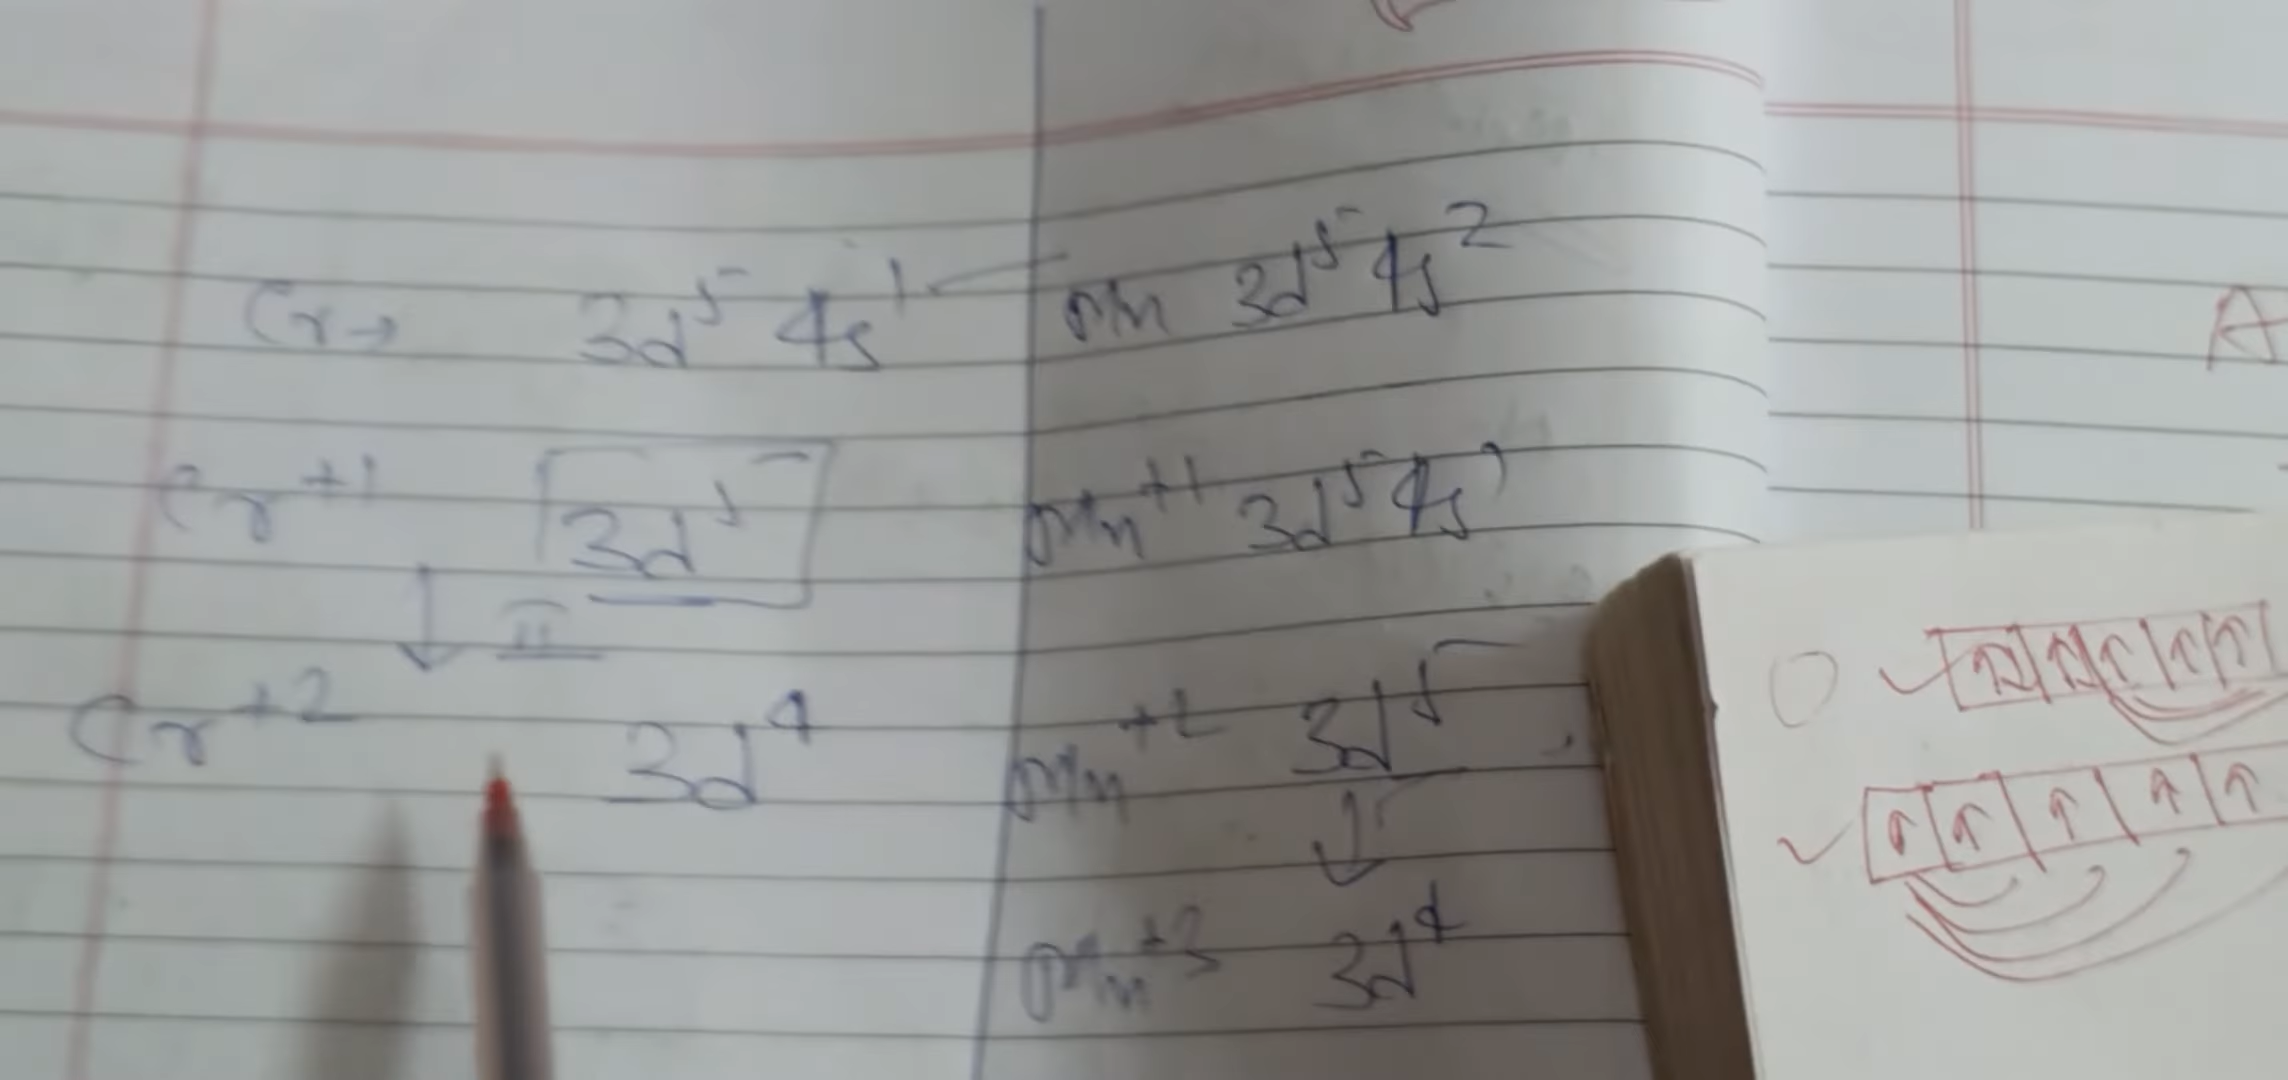 Cr → 3d⁵ 4s¹
Cr⁺¹ 3d⁵
II
Cr⁺² 3d⁴
Mn 3d⁵ 4s²
Mn⁺¹ 3d⁵ 4s¹
Mn⁺² 3d⁵
Mn⁺³ 3d⁴
A